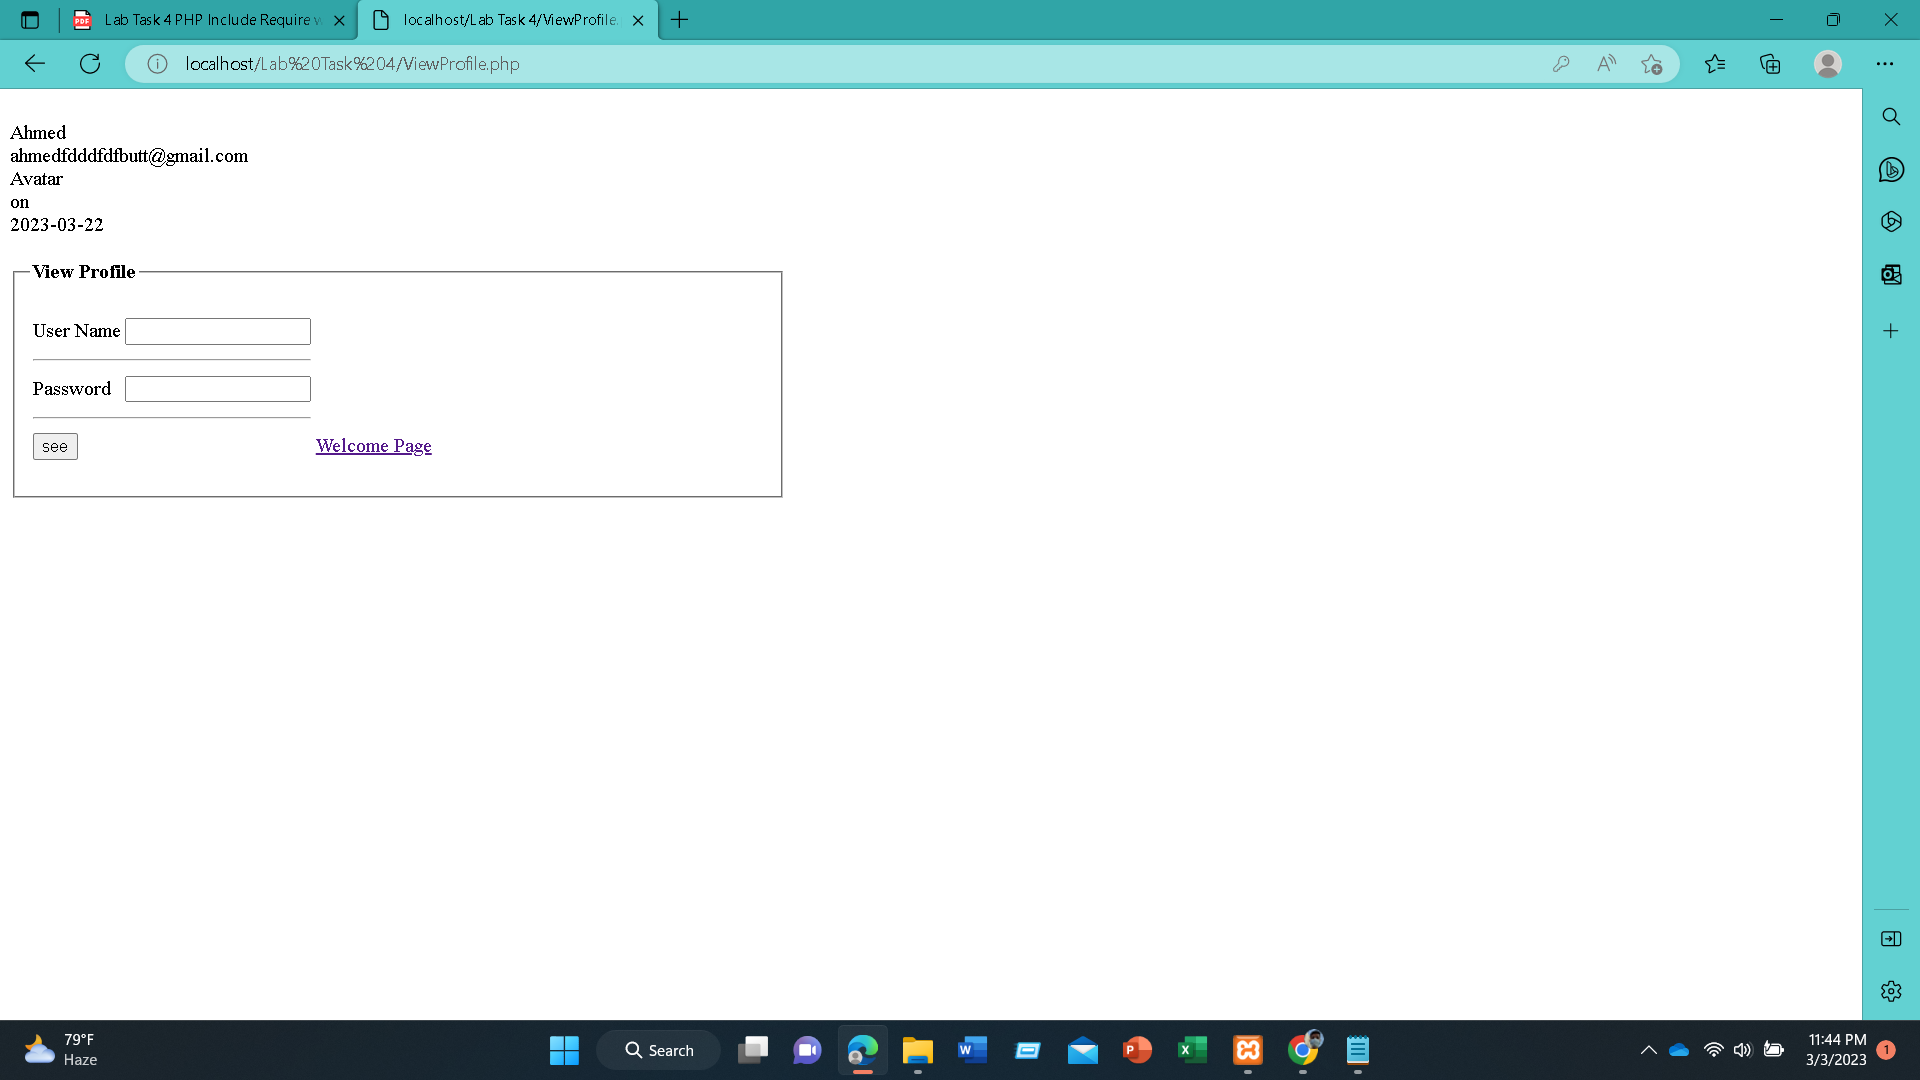 Lab Task 4 PHP Include Require w
localhost/Lab Task 4/ViewProfile.
localhost/Lab%20Task%204/ViewProfile.php
Ahmed
ahmedfdddfdfbutt@gmail.com
Avatar
on
2023-03-22
View Profile
User Name
Password
see
Welcome Page
79°F
Haze
Search
11:44 PM
3/3/2023
1